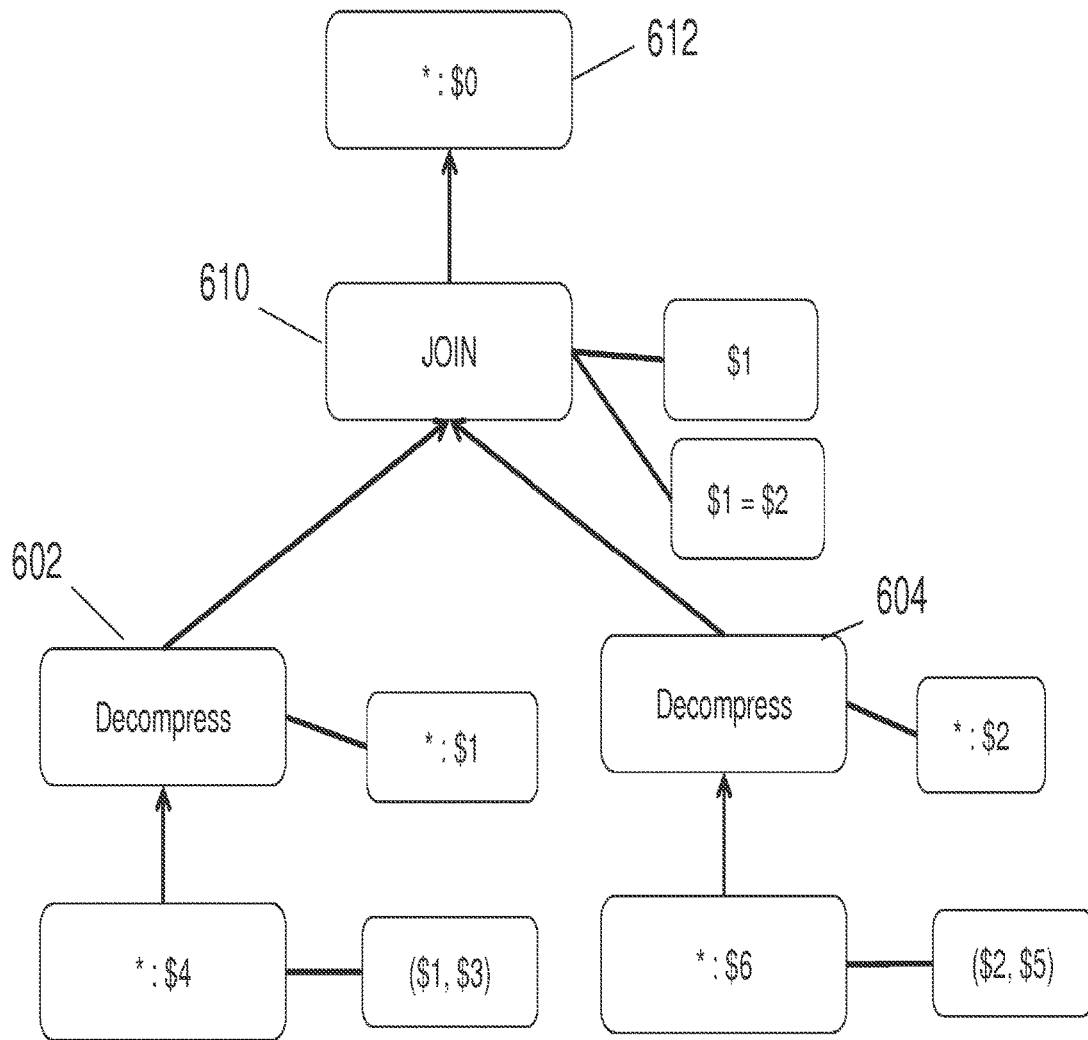 612
* : $0
610
JOIN
$1
$1 = $2
602
604
Decompress
* : $1
Decompress
* : $2
* : $4
($1, $3)
* : $6
($2, $5)